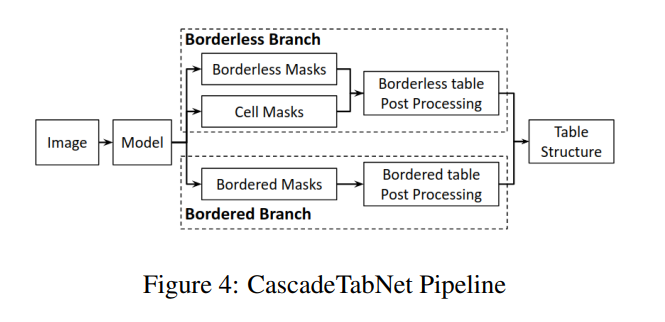 Borderless Branch
Borderless Masks
Cell Masks
Borderless table
Post Processing
Image
Model
Table
Structure
Bordered Masks
Bordered table
Post Processing
Bordered Branch
Figure 4: CascadeTabNet Pipeline